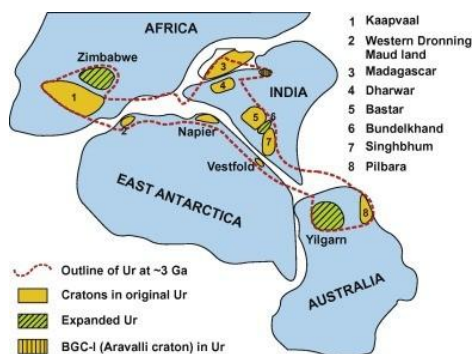 AFRICA
Zimbabwe
1
2
Napier
Vestfold
EAST ANTARCTICA
3
4
INDIA
5
6
7
8
Yilgarn
AUSTRALIA
1 Kaapvaal
2 Western Dronning
Maud land
3 Madagascar
4 Dharwar
5 Bastar
6 Bundelkhand
7 Singhbhum
8 Pilbara
Outline of Ur at ~3 Ga
Cratons in original Ur
Expanded Ur
BGC-I (Aravalli craton) in Ur